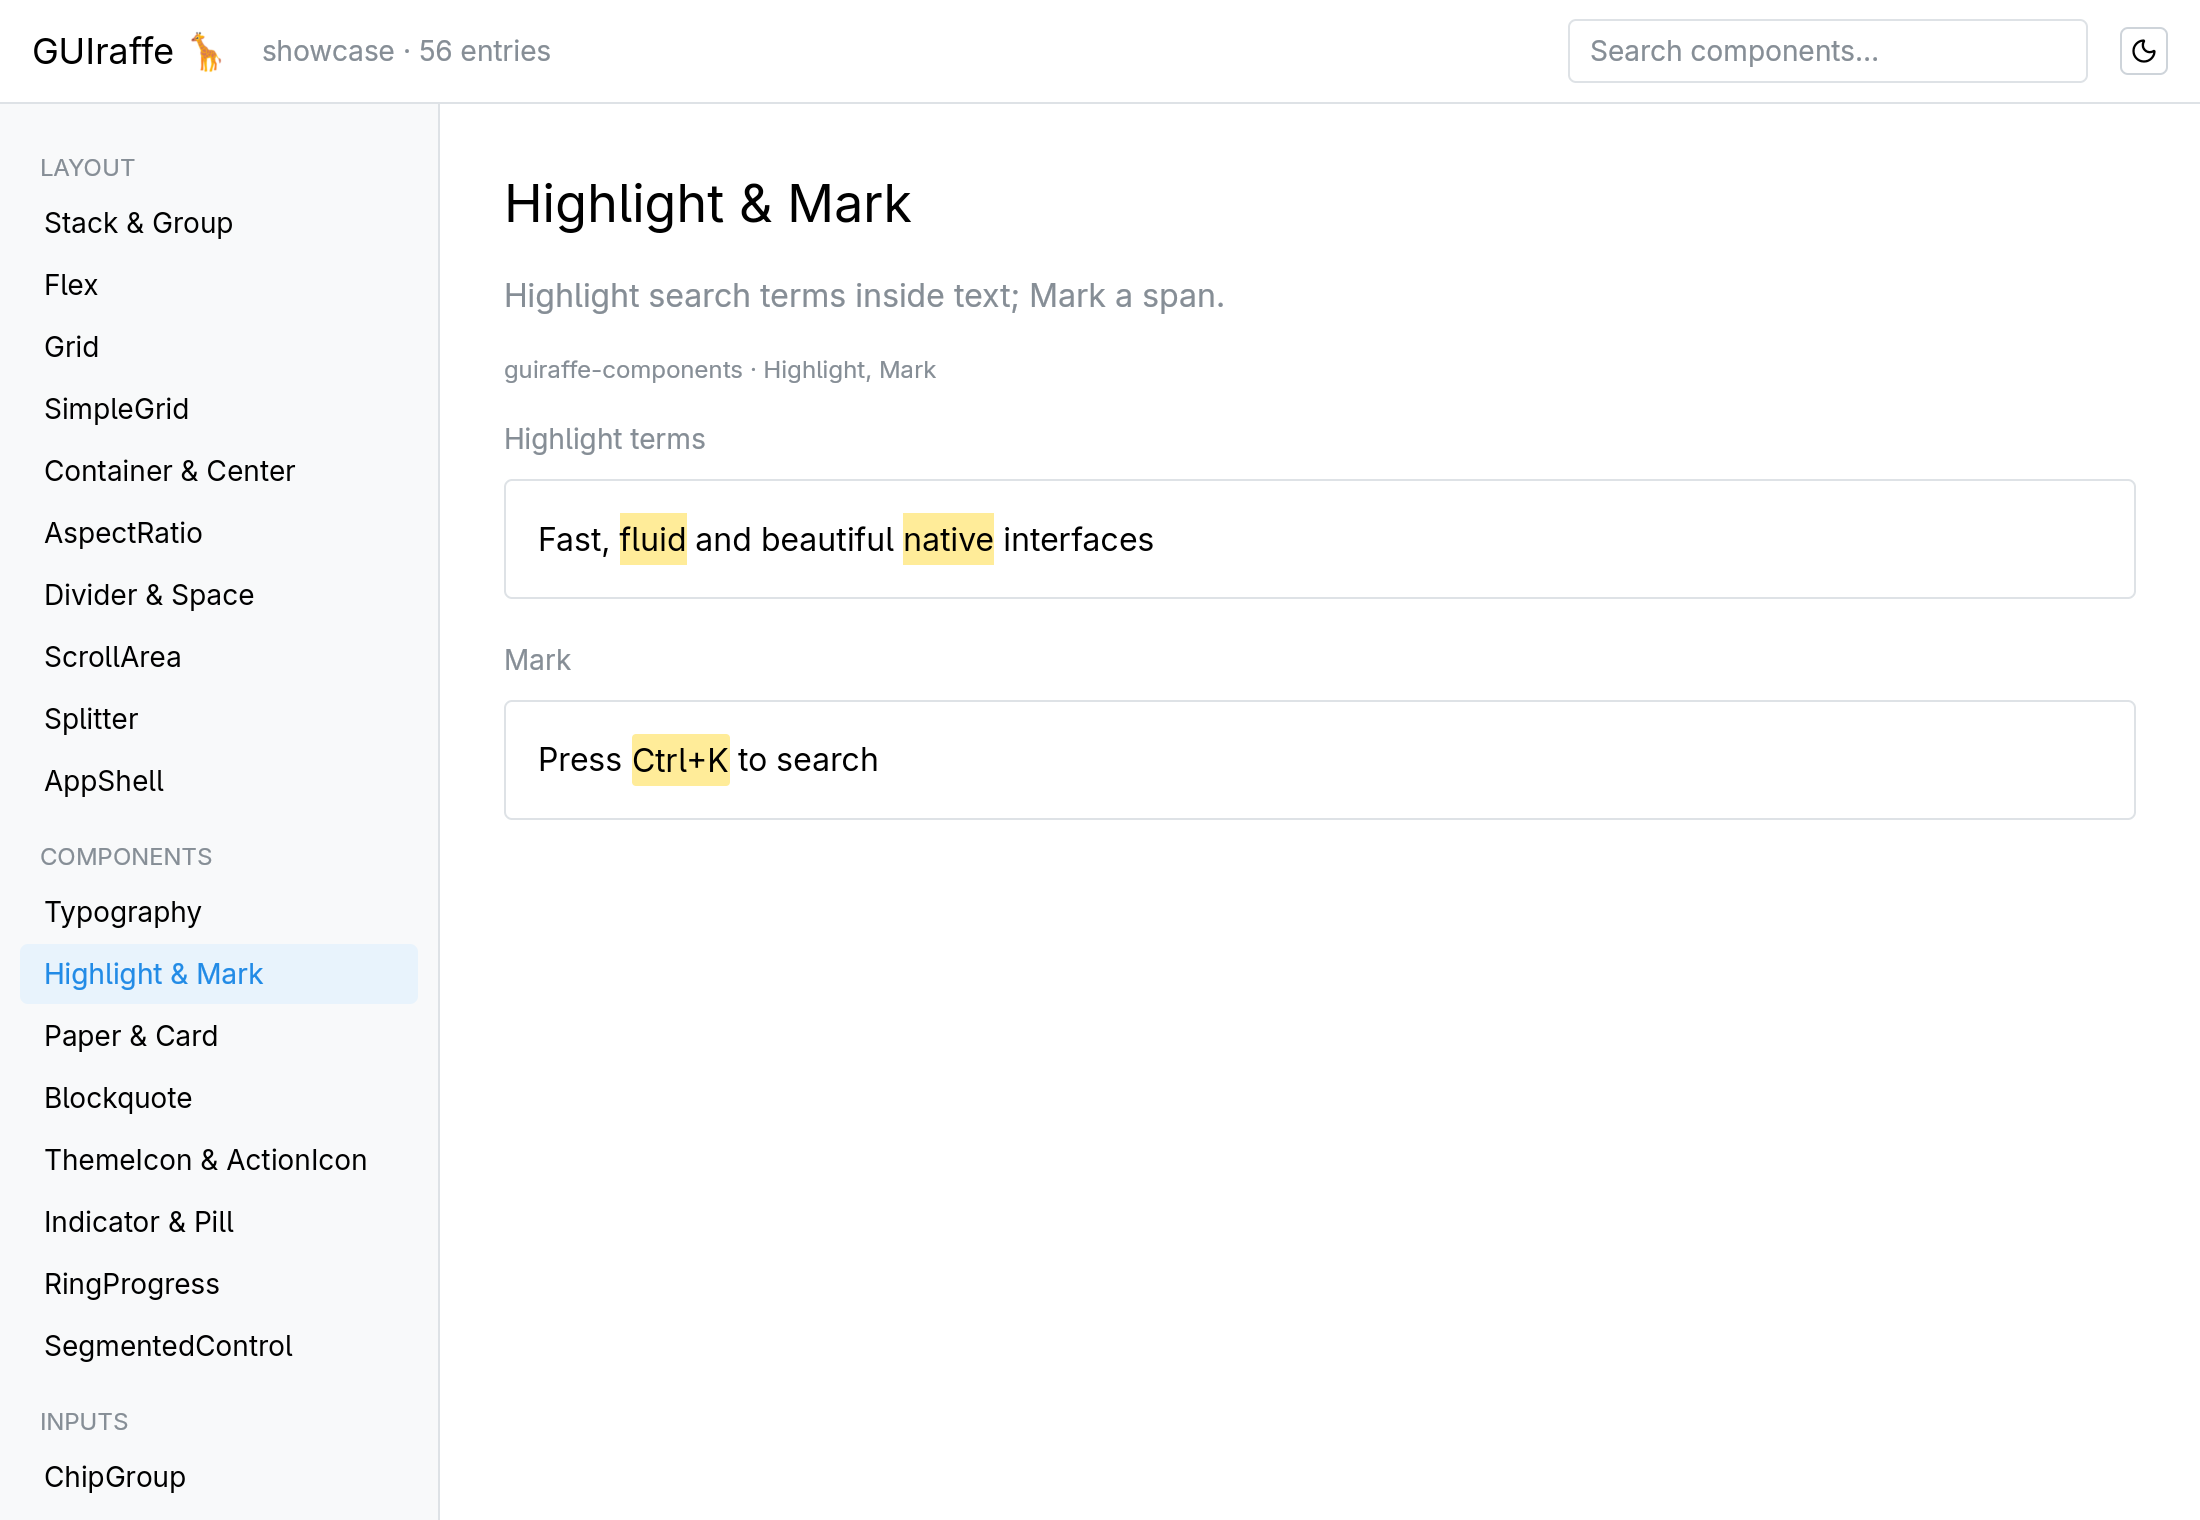 GUIraffe 🦒 showcase · 56 entries Search components...
LAYOUT
Stack & Group
Flex
Grid
SimpleGrid
Container & Center
AspectRatio
Divider & Space
ScrollArea
Splitter
AppShell
COMPONENTS
Typography
Highlight & Mark
Paper & Card
Blockquote
ThemeIcon & ActionIcon
Indicator & Pill
RingProgress
SegmentedControl
INPUTS
ChipGroup
Highlight & Mark
Highlight search terms inside text; Mark a span.
guiraffe-components · Highlight, Mark
Highlight terms
Fast, fluid and beautiful native interfaces
Mark
Press Ctrl+K to search